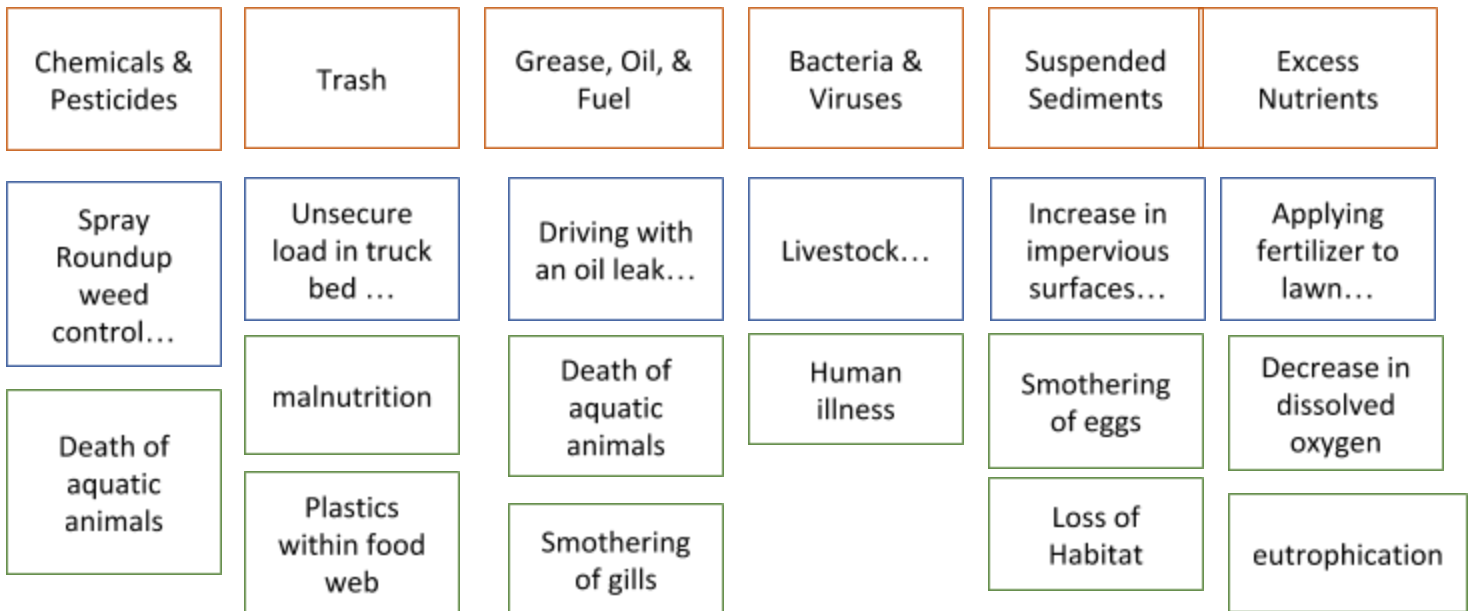 Chemicals &
Pesticides
Trash
Grease, Oil, &
Fuel
Bacteria &
Viruses
Suspended
Sediments
Excess
Nutrients
Spray
Roundup
weed
control…
Unsecure
load in truck
bed …
Driving with
an oil leak…
Livestock…
Increase in
impervious
surfaces…
Applying
fertilizer to
lawn…
Death of
aquatic
animals
malnutrition
Death of
aquatic
animals
Human
illness
Smothering
of eggs
Decrease in
dissolved
oxygen
Plastics
within food
web
Smothering
of gills
Loss of
Habitat
eutrophication